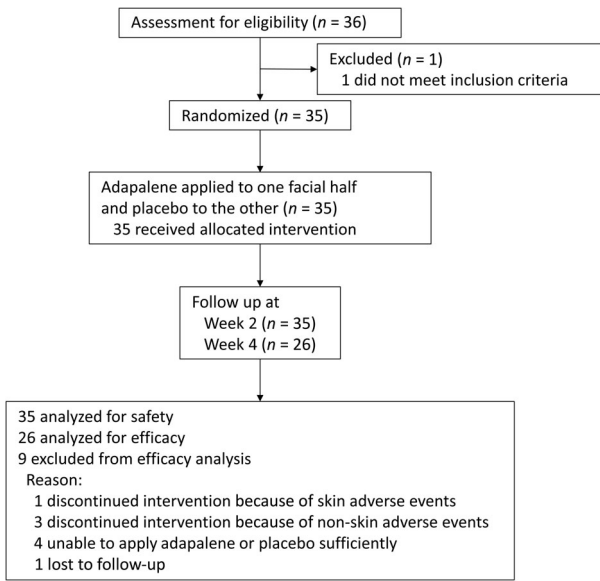 Assessment for eligibility (n = 36)
Excluded (n = 1)
1 did not meet inclusion criteria
Randomized (n = 35)
Adapalene applied to one facial half
and placebo to the other (n = 35)
35 received allocated intervention
Follow up at
Week 2 (n = 35)
Week 4 (n = 26)
35 analyzed for safety
26 analyzed for efficacy
9 excluded from efficacy analysis
Reason:
1 discontinued intervention because of skin adverse events
3 discontinued intervention because of non-skin adverse events
4 unable to apply adapalene or placebo sufficiently
1 lost to follow-up